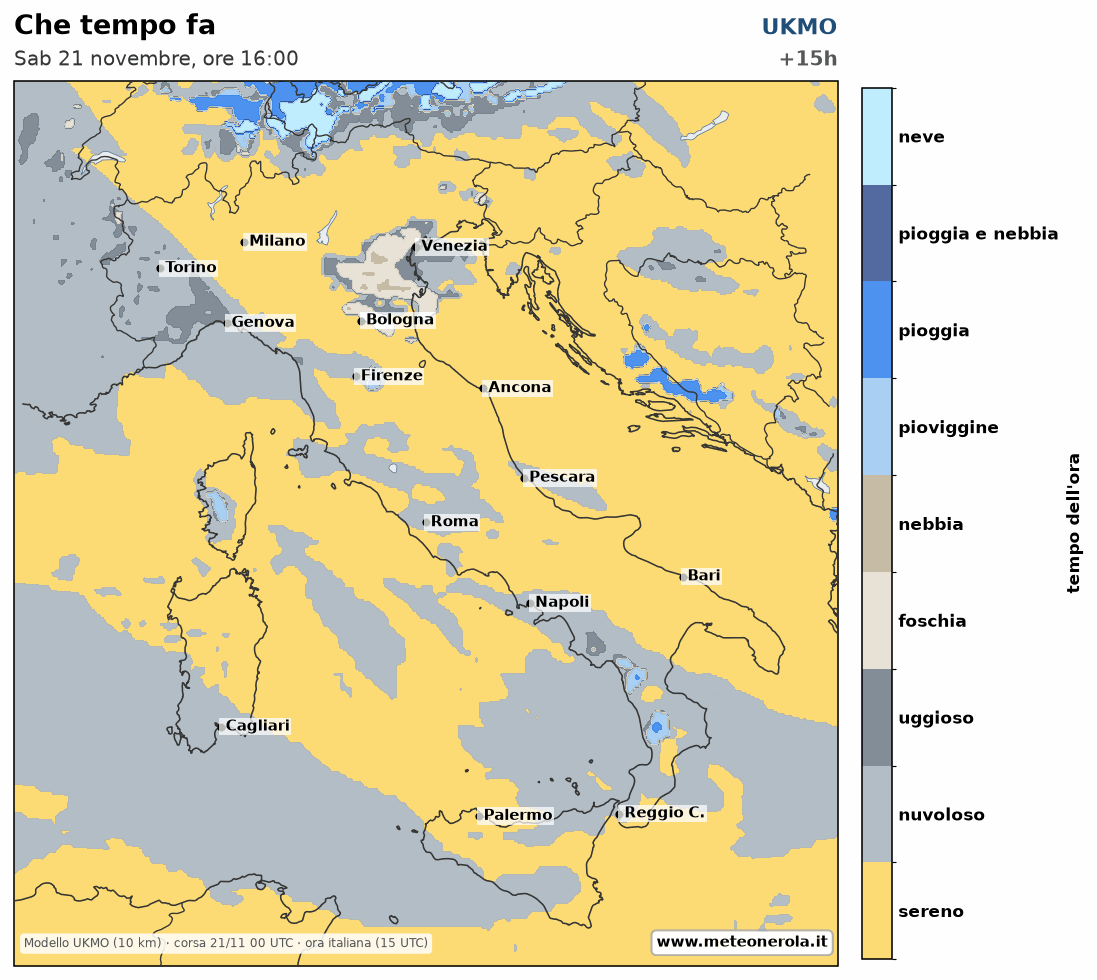 Che tempo fa
UKMO
Sab 21 novembre, ore 16:00
+15h
neve
pioggia e nebbia
pioggia
pioviggine
nebbia
foschia
uggioso
nuvoloso
sereno
tempo dell'ora
Milano
Venezia
Torino
Genova
Bologna
Firenze
Ancona
Pescara
Roma
Bari
Napoli
Cagliari
Palermo
Reggio C.
Modello UKMO (10 km) · corsa 21/11 00 UTC · ora italiana (15 UTC)
www.meteonerola.it